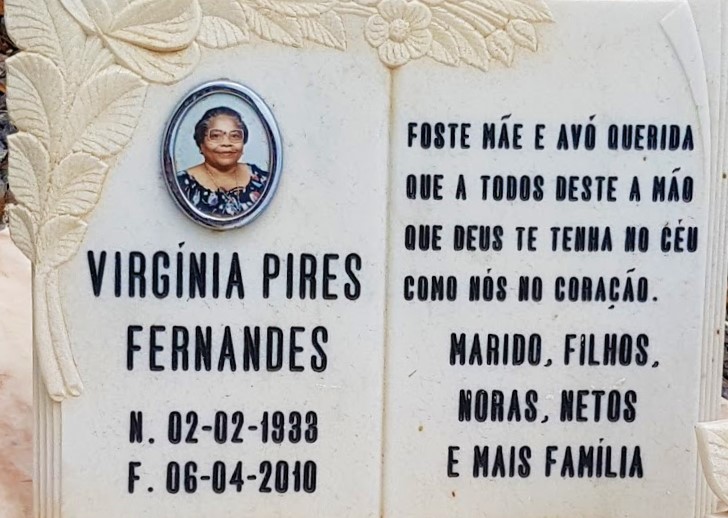 VIRGÍNIA PIRES
FERNANDES
N. 02-02-1933
F. 06-04-2010
FOSTE MÃE E AVÓ QUERIDA
QUE A TODOS DESTE A MÃO
QUE DEUS TE TENHA NO CÉU
COMO NÓS NO CORAÇÃO.
MARIDO, FILHOS,
NORAS, NETOS
E MAIS FAMÍLIA